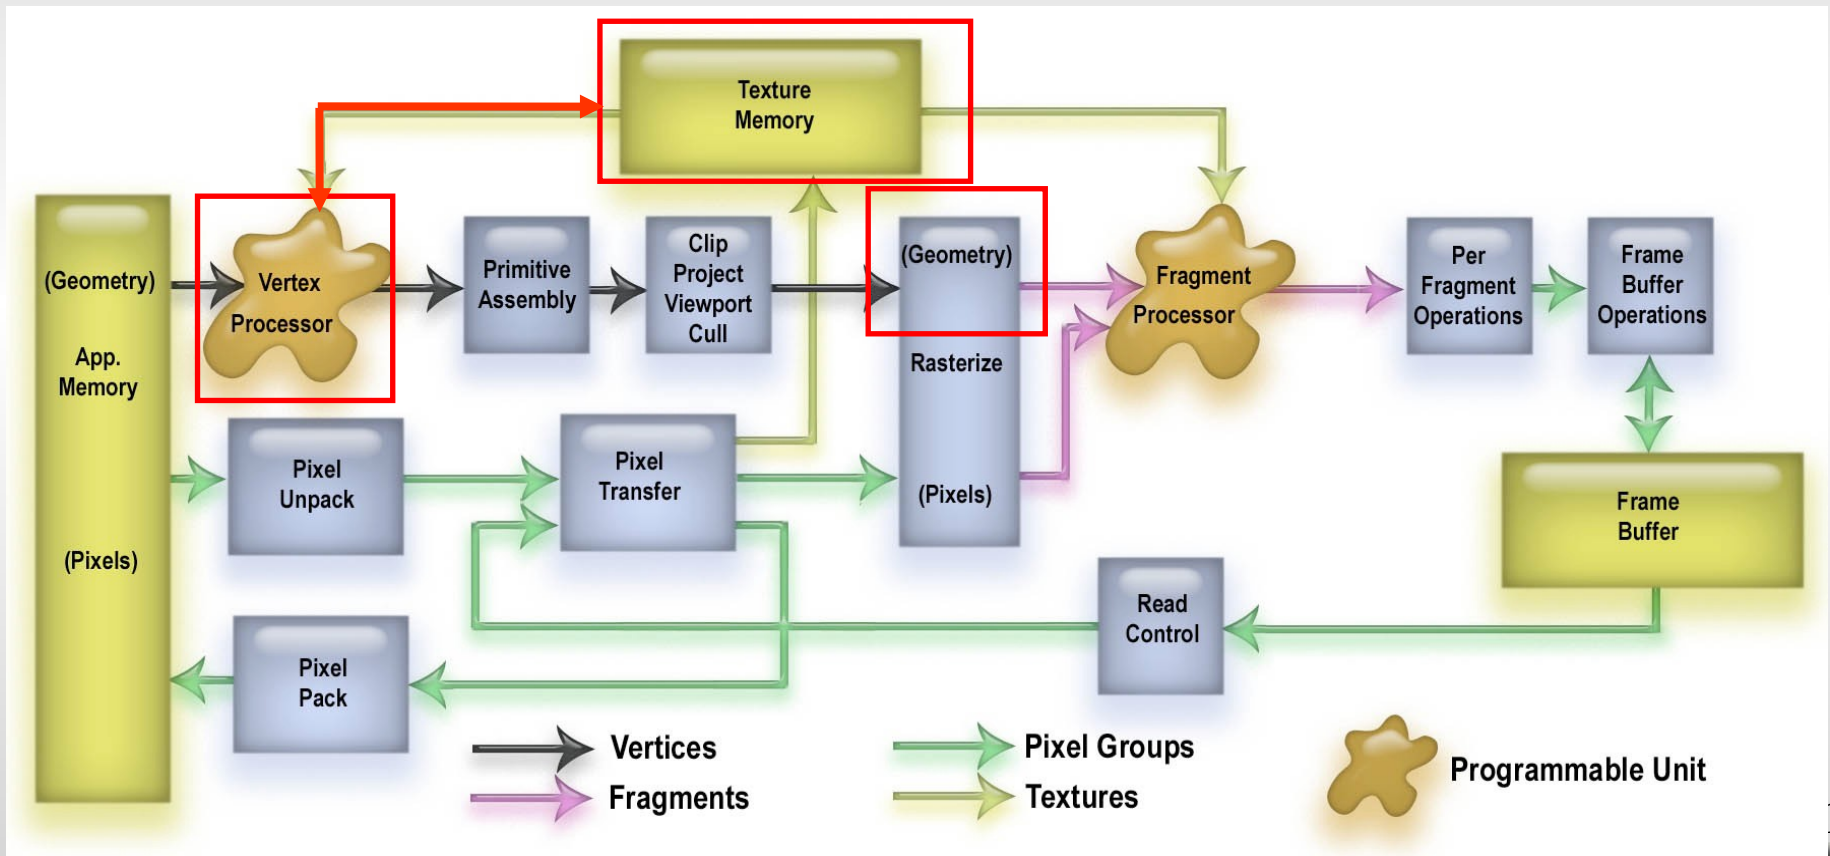 Texture
Memory
(Geometry)
App.
Memory
(Pixels)
Vertex
Processor
Primitive
Assembly
Clip
Project
Viewport
Cull
(Geometry)
Rasterize
(Pixels)
Fragment
Processor
Per
Fragment
Operations
Frame
Buffer
Operations
Pixel
Unpack
Pixel
Transfer
Frame
Buffer
Read
Control
Pixel
Pack
Vertices
Fragments
Pixel Groups
Textures
Programmable Unit